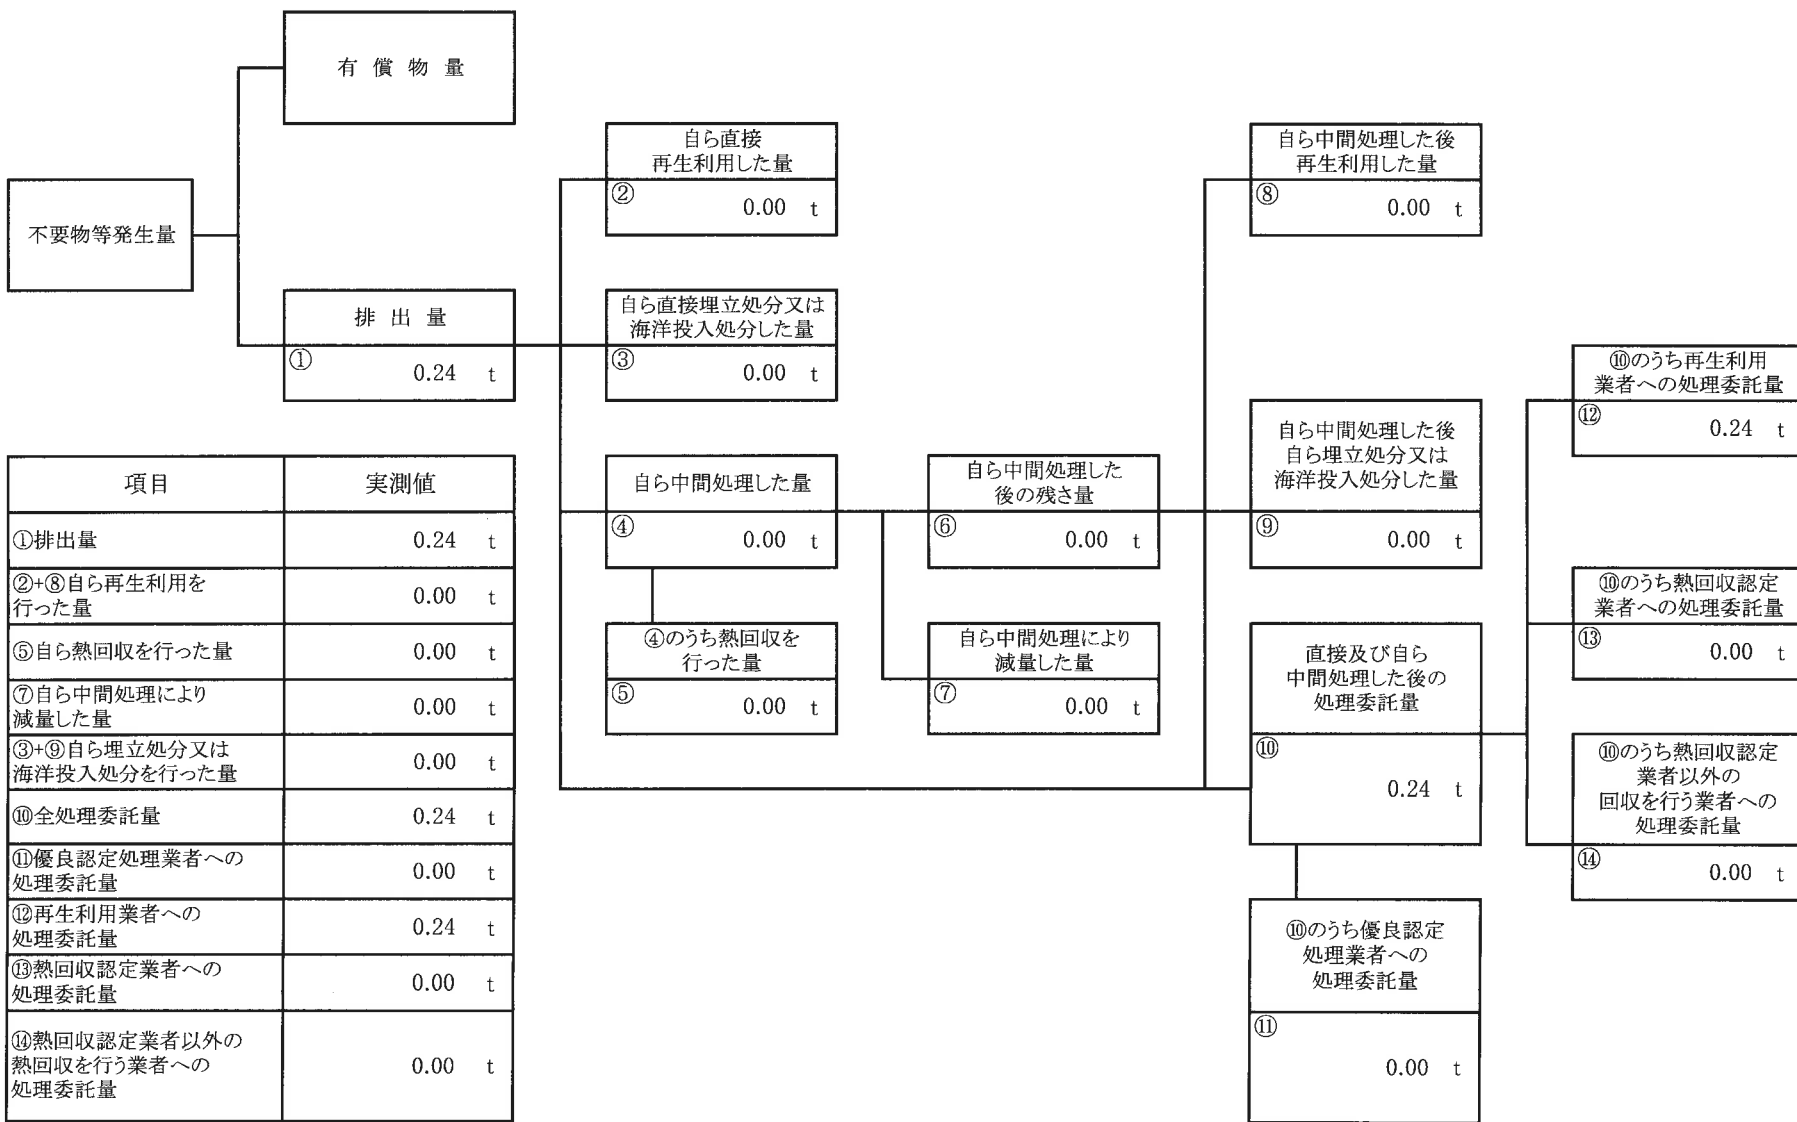 有償物量
不要物等発生量
排出量
① 0.24 t
自ら直接
再生利用した量
② 0.00 t
自ら直接埋立処分又は
海洋投入処分した量
③ 0.00 t
自ら中間処理した量
④ 0.00 t
④のうち熱回収を
行った量
⑤ 0.00 t
自ら中間処理した
後の残さ量
⑥ 0.00 t
自ら中間処理により
減量した量
⑦ 0.00 t
自ら中間処理した後
再生利用した量
⑧ 0.00 t
自ら中間処理した後
自ら埋立処分又は
海洋投入処分した量
⑨ 0.00 t
直接及び自ら
中間処理した後の
処理委託量
⑩ 0.24 t
⑩のうち優良認定
処理業者への
処理委託量
⑪ 0.00 t
⑩のうち再生利用
業者への処理委託量
⑫ 0.24 t
⑩のうち熱回収認定
業者への処理委託量
⑬ 0.00 t
⑩のうち熱回収認定
業者以外の
回収を行う業者への
処理委託量
⑭ 0.00 t
項目 実測値
①排出量 0.24 t
②+⑧自ら再生利用を
行った量 0.00 t
⑤自ら熱回収を行った量 0.00 t
⑦自ら中間処理により
減量した量 0.00 t
③+⑨自ら埋立処分又は
海洋投入処分を行った量 0.00 t
⑩全処理委託量 0.24 t
⑪優良認定処理業者への
処理委託量 0.00 t
⑫再生利用業者への
処理委託量 0.24 t
⑬熱回収認定業者への
処理委託量 0.00 t
⑭熱回収認定業者以外の
熱回収を行う業者への
処理委託量 0.00 t